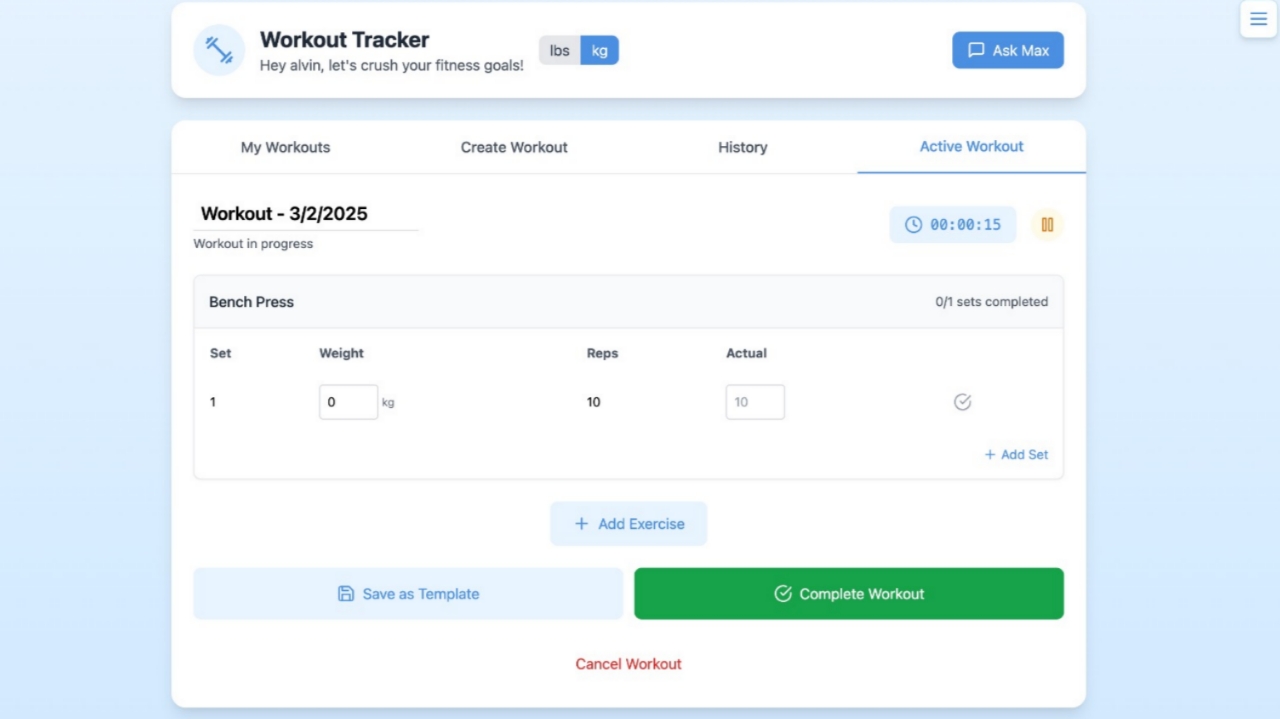 Workout Tracker
Hey alvin, let's crush your fitness goals!
lbs kg
Ask Max
My Workouts Create Workout History Active Workout
Workout - 3/2/2025
Workout in progress
00:00:15
Bench Press 0/1 sets completed
Set Weight Reps Actual
1 0 kg 10 10
+ Add Set
+ Add Exercise
Save as Template Complete Workout
Cancel Workout